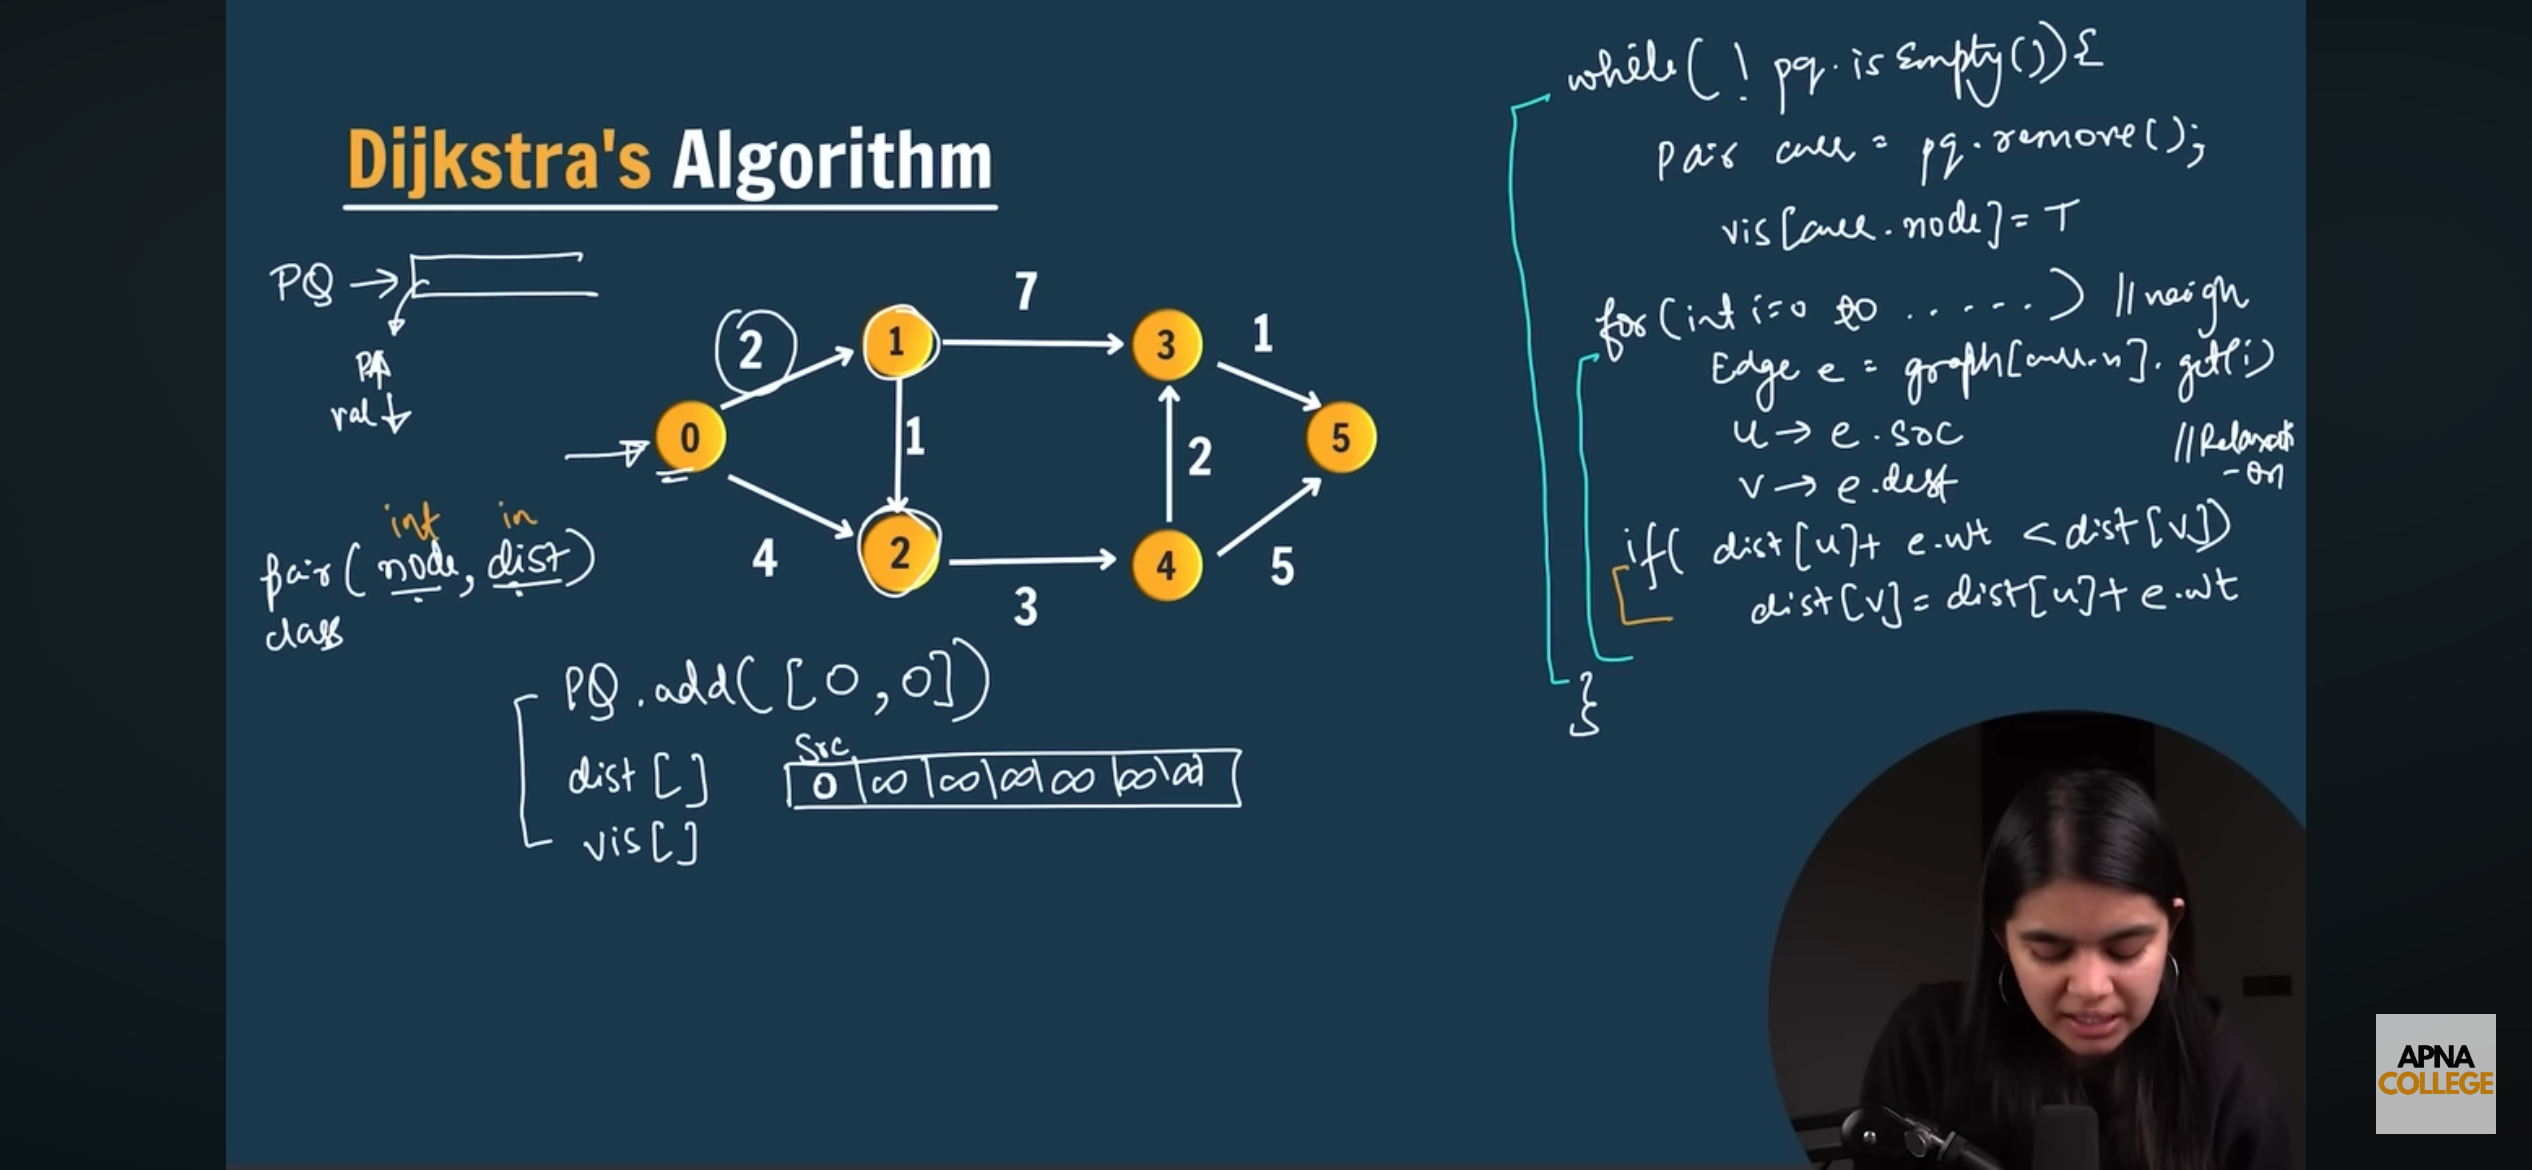 Dijkstra's Algorithm
PQ →
PA
val ↓
int in
pair(node, dist)
class
0
1
2
3
4
5
2
7
1
1
4
3
2
5
PQ.add([0,0])
dist[]
Src
0 ∞ ∞ ∞ ∞ ∞ ∞
vis[]
while(! pq.isEmpty()){
Pair curr = pq.remove();
vis[curr.node]=T
for(int i=0 to ......) //neigh
Edge e = graph[curr.n].get(i)
u → e.src
v → e.dest
//Relaxati
-on
if( dist[u]+ e.wt < dist[v])
dist[v]= dist[u]+ e.wt
}
APNA
COLLEGE